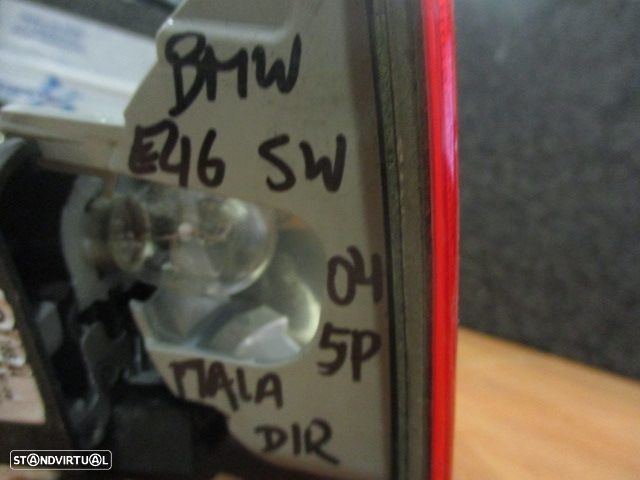 BMW
E46 SW
04
5P
MALA
DIR
STANDVIRTUAL